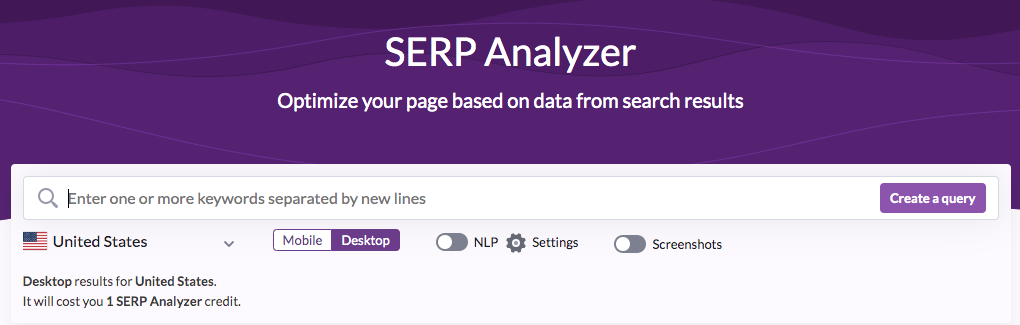 SERP Analyzer
Optimize your page based on data from search results
Enter one or more keywords separated by new lines
Create a query
United States
Mobile
Desktop
NLP
Settings
Screenshots
Desktop results for United States.
It will cost you 1 SERP Analyzer credit.